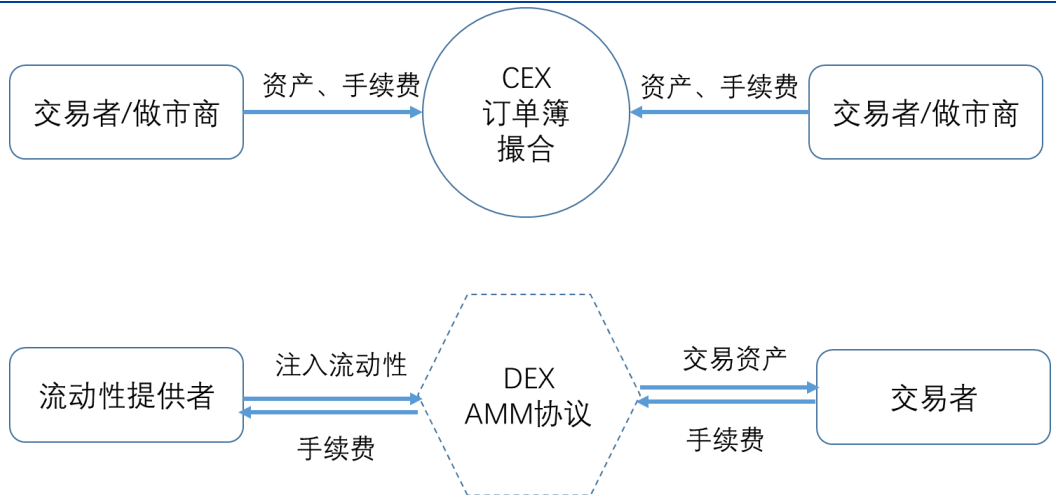 资产、手续费
CEX
资产、手续费
交易者/做市商
订单簿
交易者/做市商
撮合
注入流动性
交易资产
流动性提供者
DEX
交易者
AMM协议
手续费
手续费